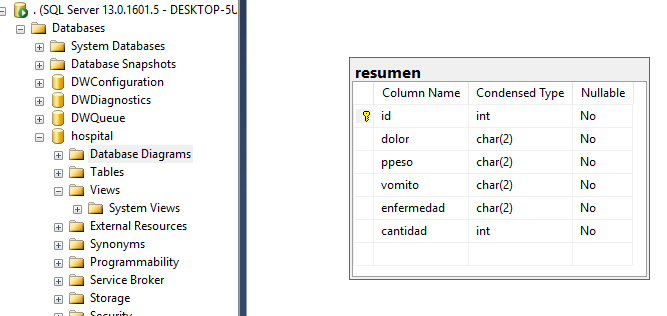 . (SQL Server 13.0.1601.5 - DESKTOP-5U
Databases
System Databases
Database Snapshots
DWConfiguration
DWDiagnostics
DWQueue
hospital
Database Diagrams
Tables
Views
System Views
External Resources
Synonyms
Programmability
Service Broker
Storage
Security
resumen
Column Name Condensed Type Nullable
id int No
dolor char(2) No
ppeso char(2) No
vomito char(2) No
enfermedad char(2) No
cantidad int No